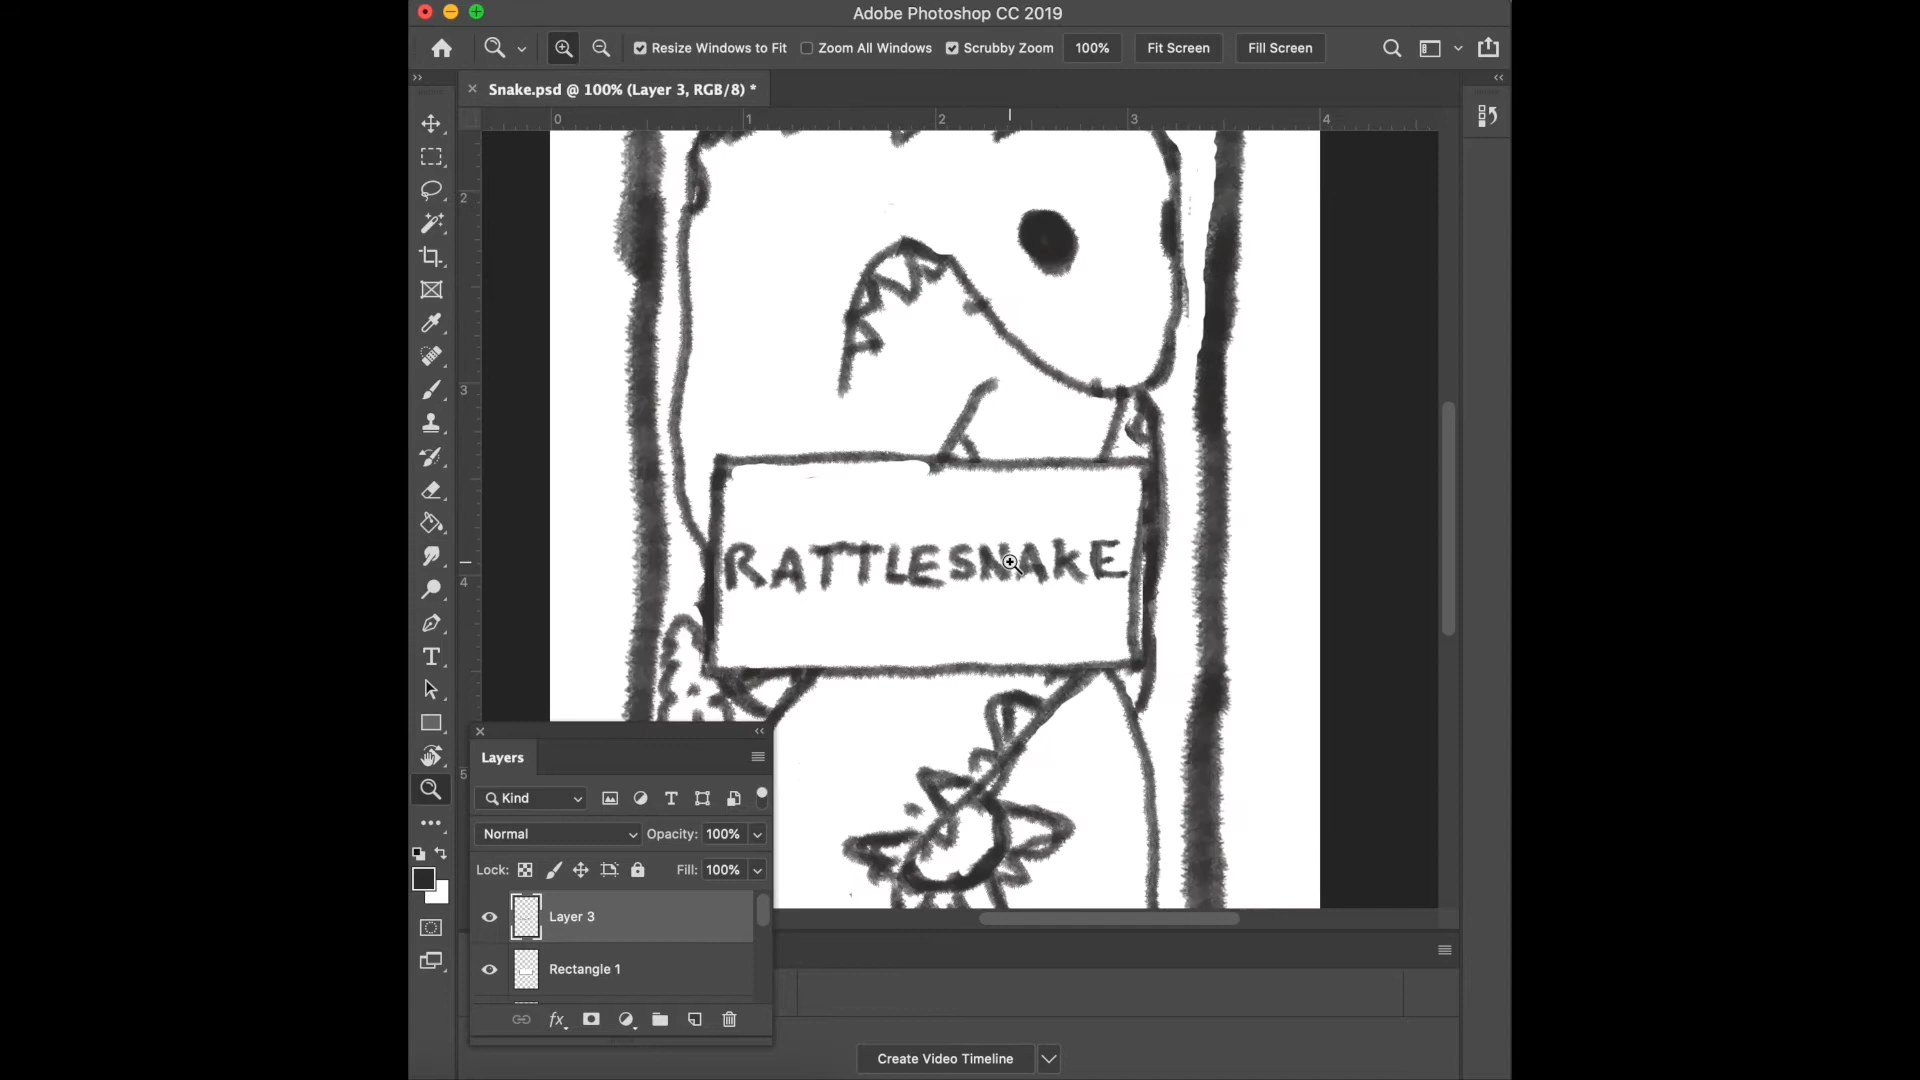 Adobe Photoshop CC 2019
Resize Windows to Fit
Zoom All Windows
Scrubby Zoom
100%
Fit Screen
Fill Screen
Snake.psd @ 100% (Layer 3, RGB/8) *
0 1 2 3 4
2
3
4
5
RATTLESNAKE
Layers
Kind
Normal
Opacity: 100%
Lock:
Fill: 100%
Layer 3
Rectangle 1
fx
Create Video Timeline